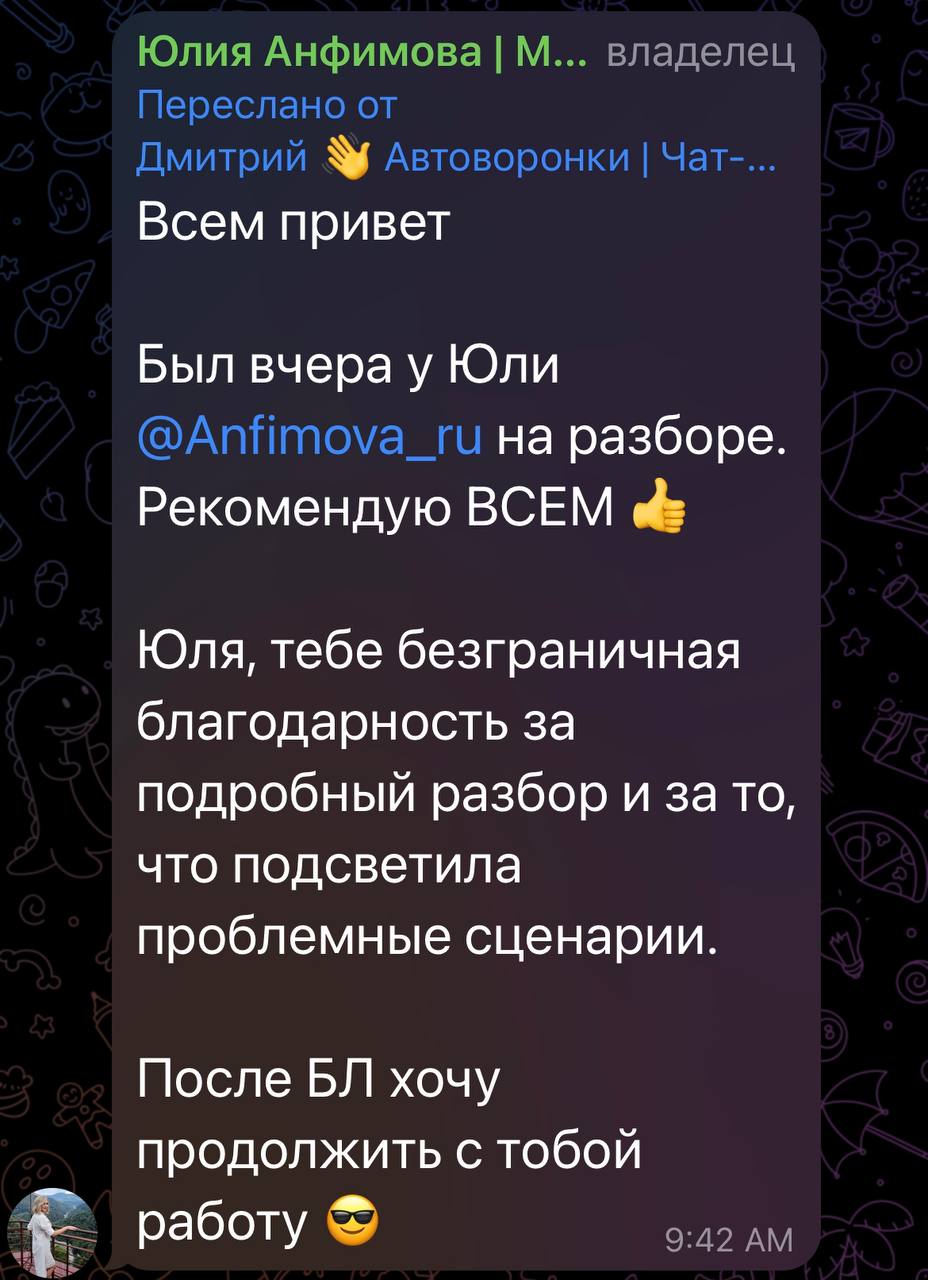 Юлия Анфимова | М... владелец
Переслано от
Дмитрий 👋 Автоворонки | Чат-...
Всем привет
Был вчера у Юли
@Anfimova_ru на разборе.
Рекомендую ВСЕМ 👍
Юля, тебе безграничная
благодарность за
подробный разбор и за то,
что подсветила
проблемные сценарии.
После БЛ хочу
продолжить с тобой
работу 😎 9:42 AM